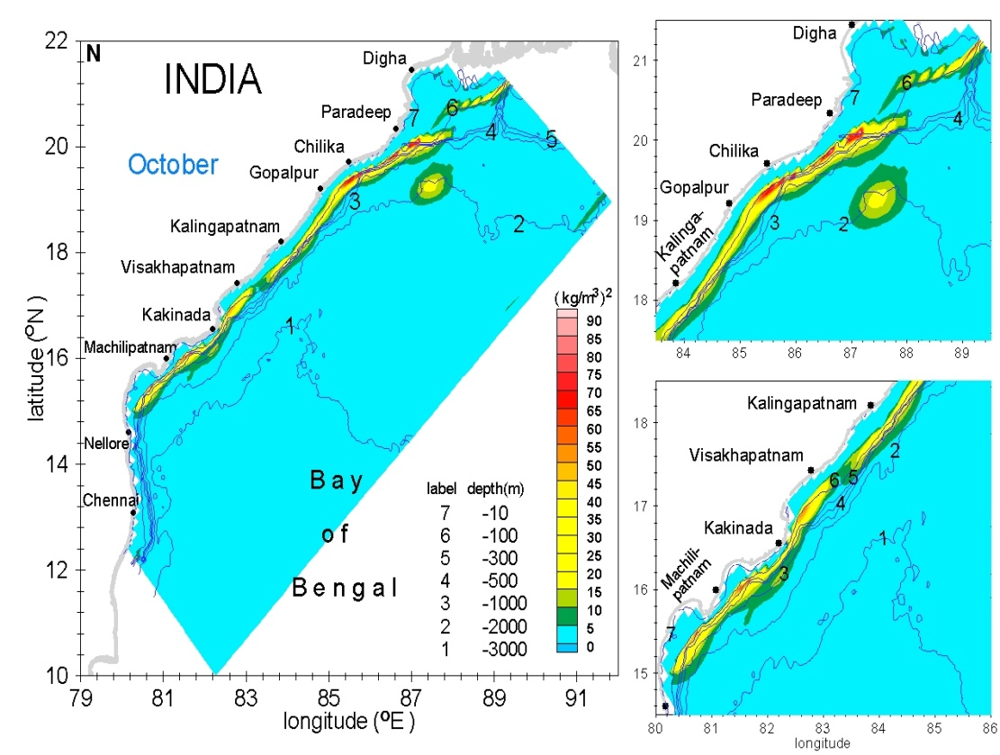 22
20
18
16
14
12
10
latitude (ºN)
79
81
83
85
87
89
91
longitude (ºE)
N
INDIA
October
Digha
Paradeep
Chilika
Gopalpur
Kalingapatnam
Visakhapatnam
Kakinada
Machilipatnam
Nellore
Chennai
7
6
4
5
3
2
1
Bay
of
Bengal
label depth(m)
7 -10
6 -100
5 -300
4 -500
3 -1000
2 -2000
1 -3000
(kg/m³)²
90
85
80
75
70
65
60
55
50
45
40
35
30
25
20
15
10
5
0
21
20
19
18
84
85
86
87
88
89
Digha
Paradeep
Chilika
Gopalpur
Kalinga-
patnam
7
6
4
3
2
18
17
16
15
80
81
82
83
84
85
86
longitude
Kalingapatnam
Visakhapatnam
Kakinada
Machili-
patnam
2
6
5
4
1
3
7